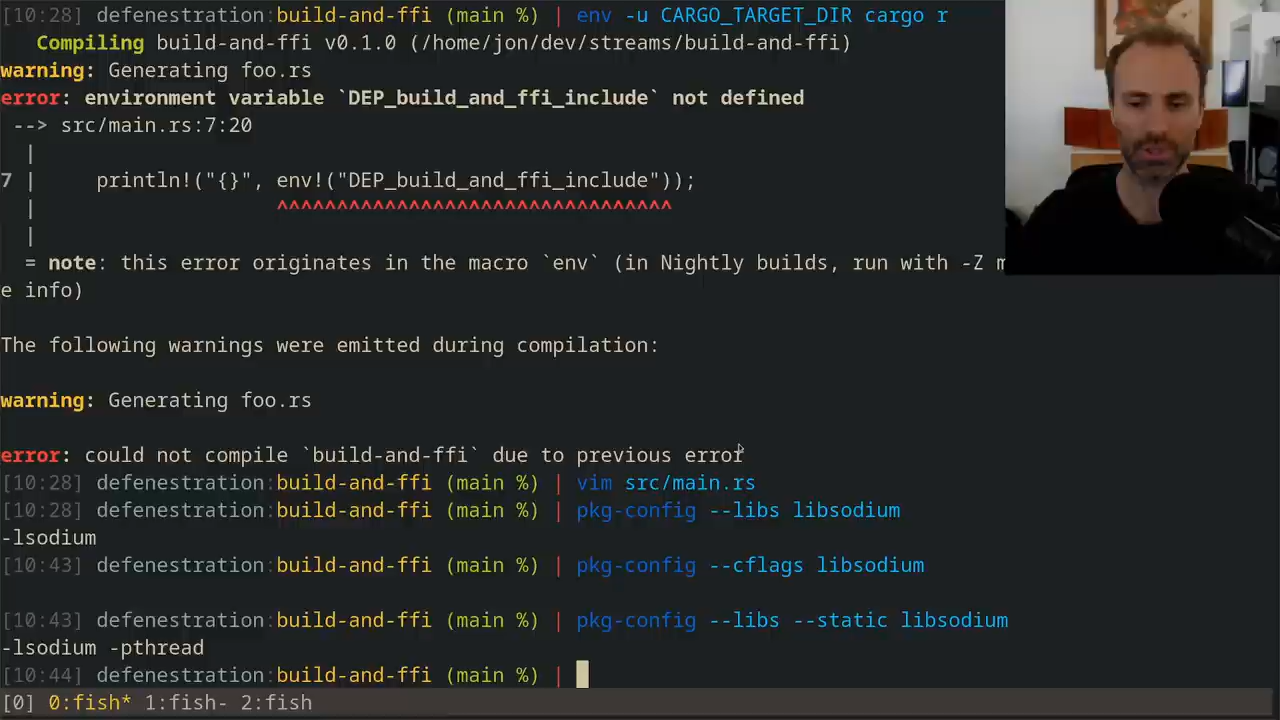 [10:28] defenestration:build-and-ffi (main %) | env -u CARGO_TARGET_DIR cargo r
Compiling build-and-ffi v0.1.0 (/home/jon/dev/streams/build-and-ffi)
warning: Generating foo.rs
error: environment variable `DEP_build_and_ffi_include` not defined
--> src/main.rs:7:20
|
7 | println!("{}", env!("DEP_build_and_ffi_include"));
| ^^^^^^^^^^^^^^^^^^^^^^^^^^^^^^^^^
|
= note: this error originates in the macro `env` (in Nightly builds, run with -Z m
e info)
The following warnings were emitted during compilation:
warning: Generating foo.rs
error: could not compile `build-and-ffi` due to previous error
[10:28] defenestration:build-and-ffi (main %) | vim src/main.rs
[10:28] defenestration:build-and-ffi (main %) | pkg-config --libs libsodium
-lsodium
[10:43] defenestration:build-and-ffi (main %) | pkg-config --cflags libsodium
[10:43] defenestration:build-and-ffi (main %) | pkg-config --libs --static libsodium
-lsodium -pthread
[10:44] defenestration:build-and-ffi (main %) |
[0] 0:fish* 1:fish- 2:fish